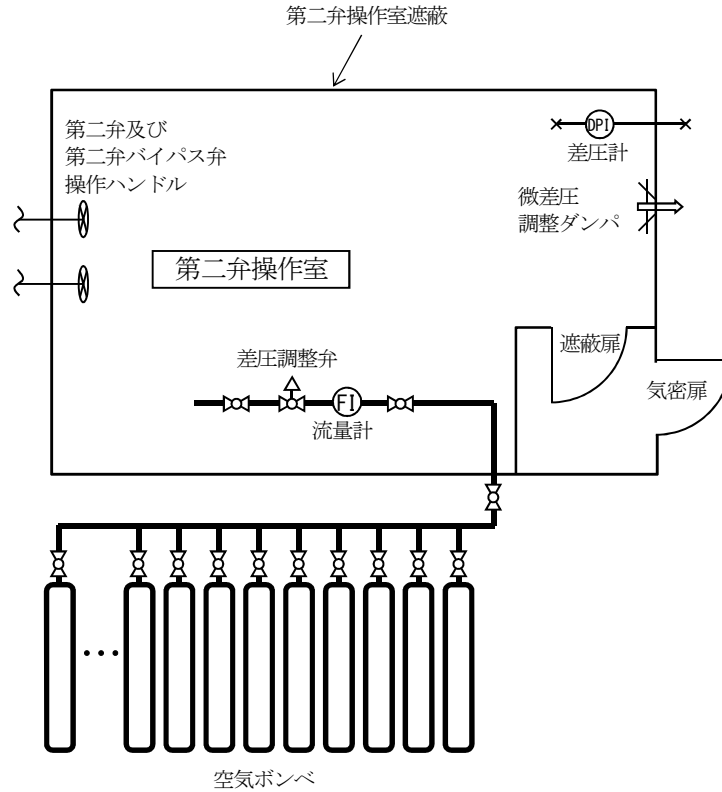 第二弁操作室遮蔽
第二弁及び
第二弁バイパス弁
操作ハンドル
DPI
差圧計
微差圧
調整ダンパ
第二弁操作室
遮蔽扉
気密扉
差圧調整弁
FI
流量計
空気ボンベ